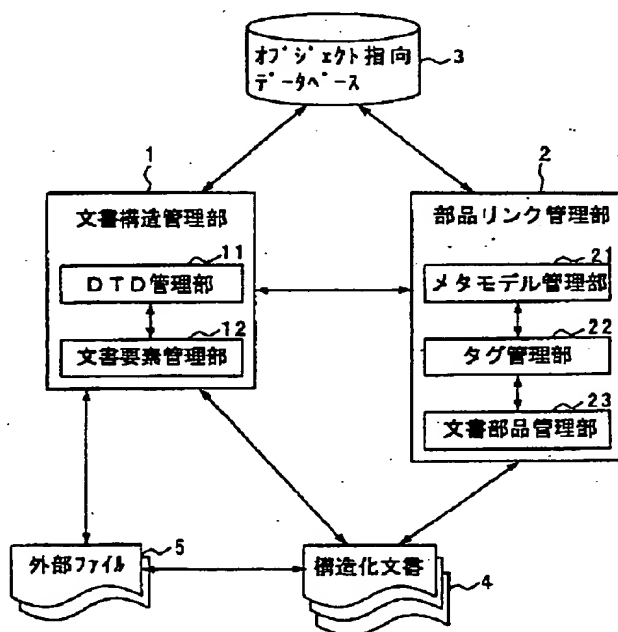 オブジェクト指向
データベース
3
1
文書構造管理部
11
DTD管理部
12
文書要素管理部
2
部品リンク管理部
21
メタモデル管理部
22
タグ管理部
23
文書部品管理部
5
外部ファイル
構造化文書
4